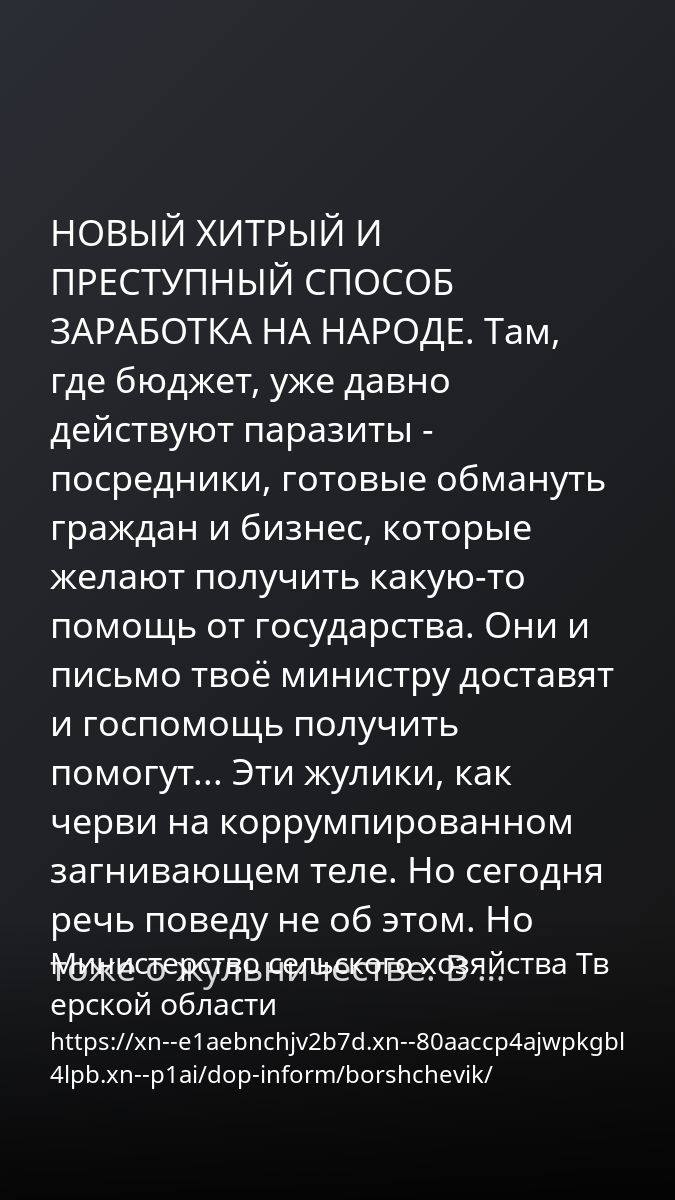 НОВЫЙ ХИТРЫЙ И
ПРЕСТУПНЫЙ СПОСОБ
ЗАРАБОТКА НА НАРОДЕ. Там,
где бюджет, уже давно
действуют паразиты -
посредники, готовые обмануть
граждан и бизнес, которые
желают получить какую-то
помощь от государства. Они и
письмо твоё министру доставят
и госпомощь получить
помогут... Эти жулики, как
черви на коррумпированном
загнивающем теле. Но сегодня
речь поведу не об этом. Но
тоже о жульничестве. В ...
Министерство сельского хозяйства Тв
ерской области
https://xn--e1aebnchjv2b7d.xn--80aaccp4ajwpkgbl
4lpb.xn--p1ai/dop-inform/borshchevik/